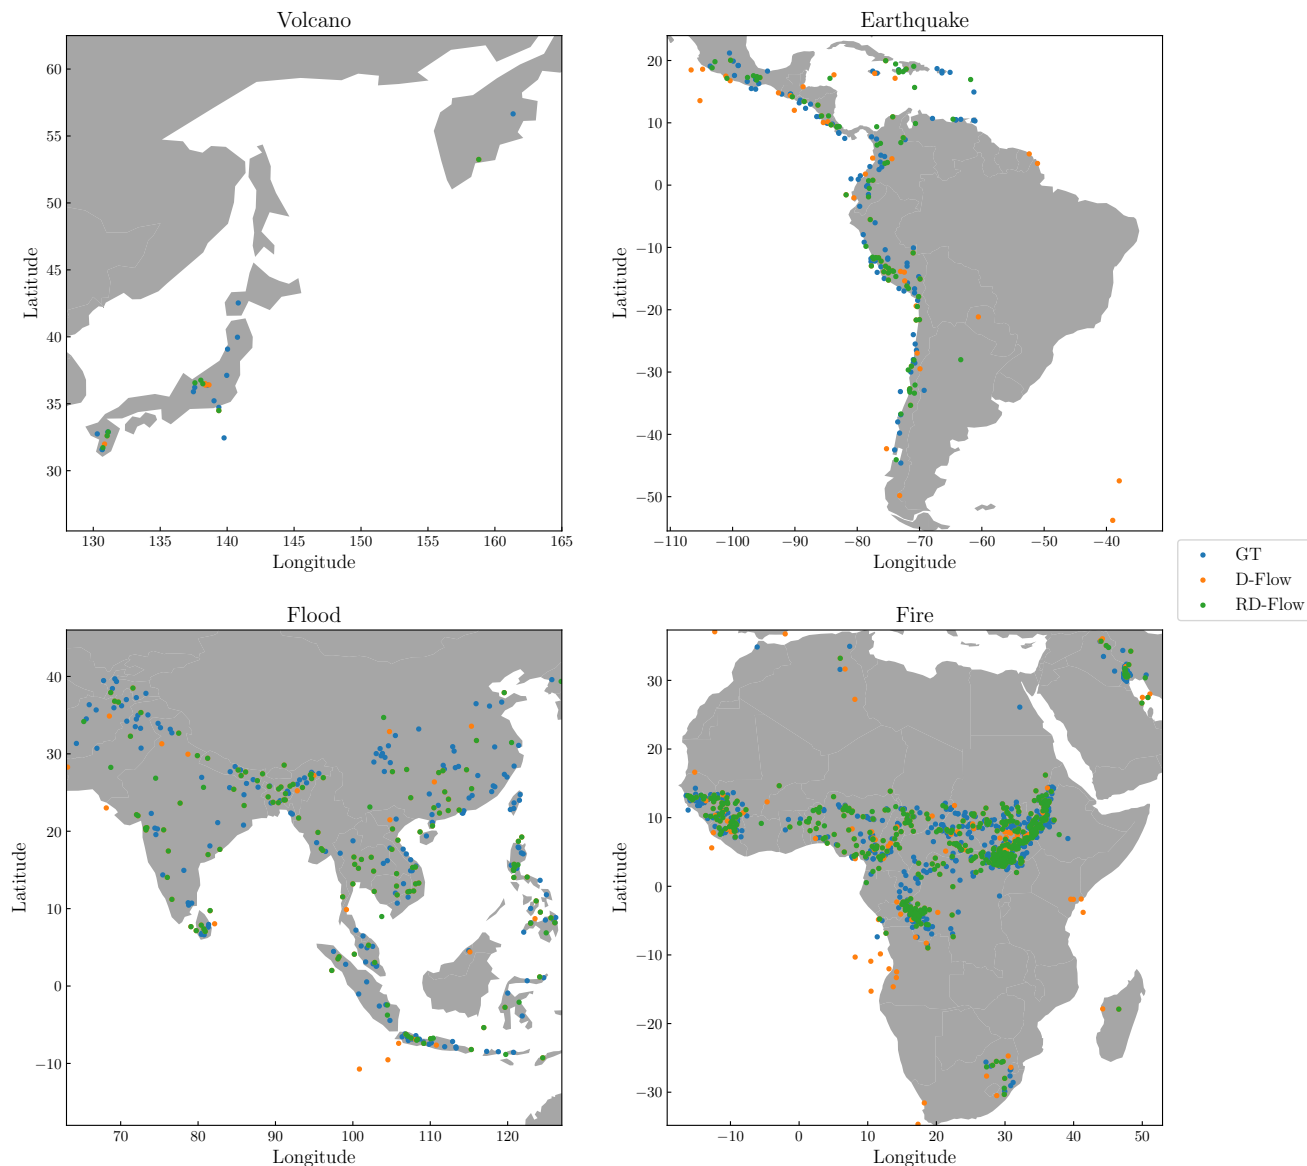 Volcano
60
55
50
45
40
35
30
Latitude
130 135 140 145 150 155 160 165
Longitude
Earthquake
20
10
0
−10
−20
−30
−40
−50
Latitude
−110 −100 −90 −80 −70 −60 −50 −40
Longitude
GT
D-Flow
RD-Flow
Flood
40
30
20
10
0
−10
Latitude
70 80 90 100 110 120
Longitude
Fire
30
20
10
0
−10
−20
−30
Latitude
−10 0 10 20 30 40 50
Longitude